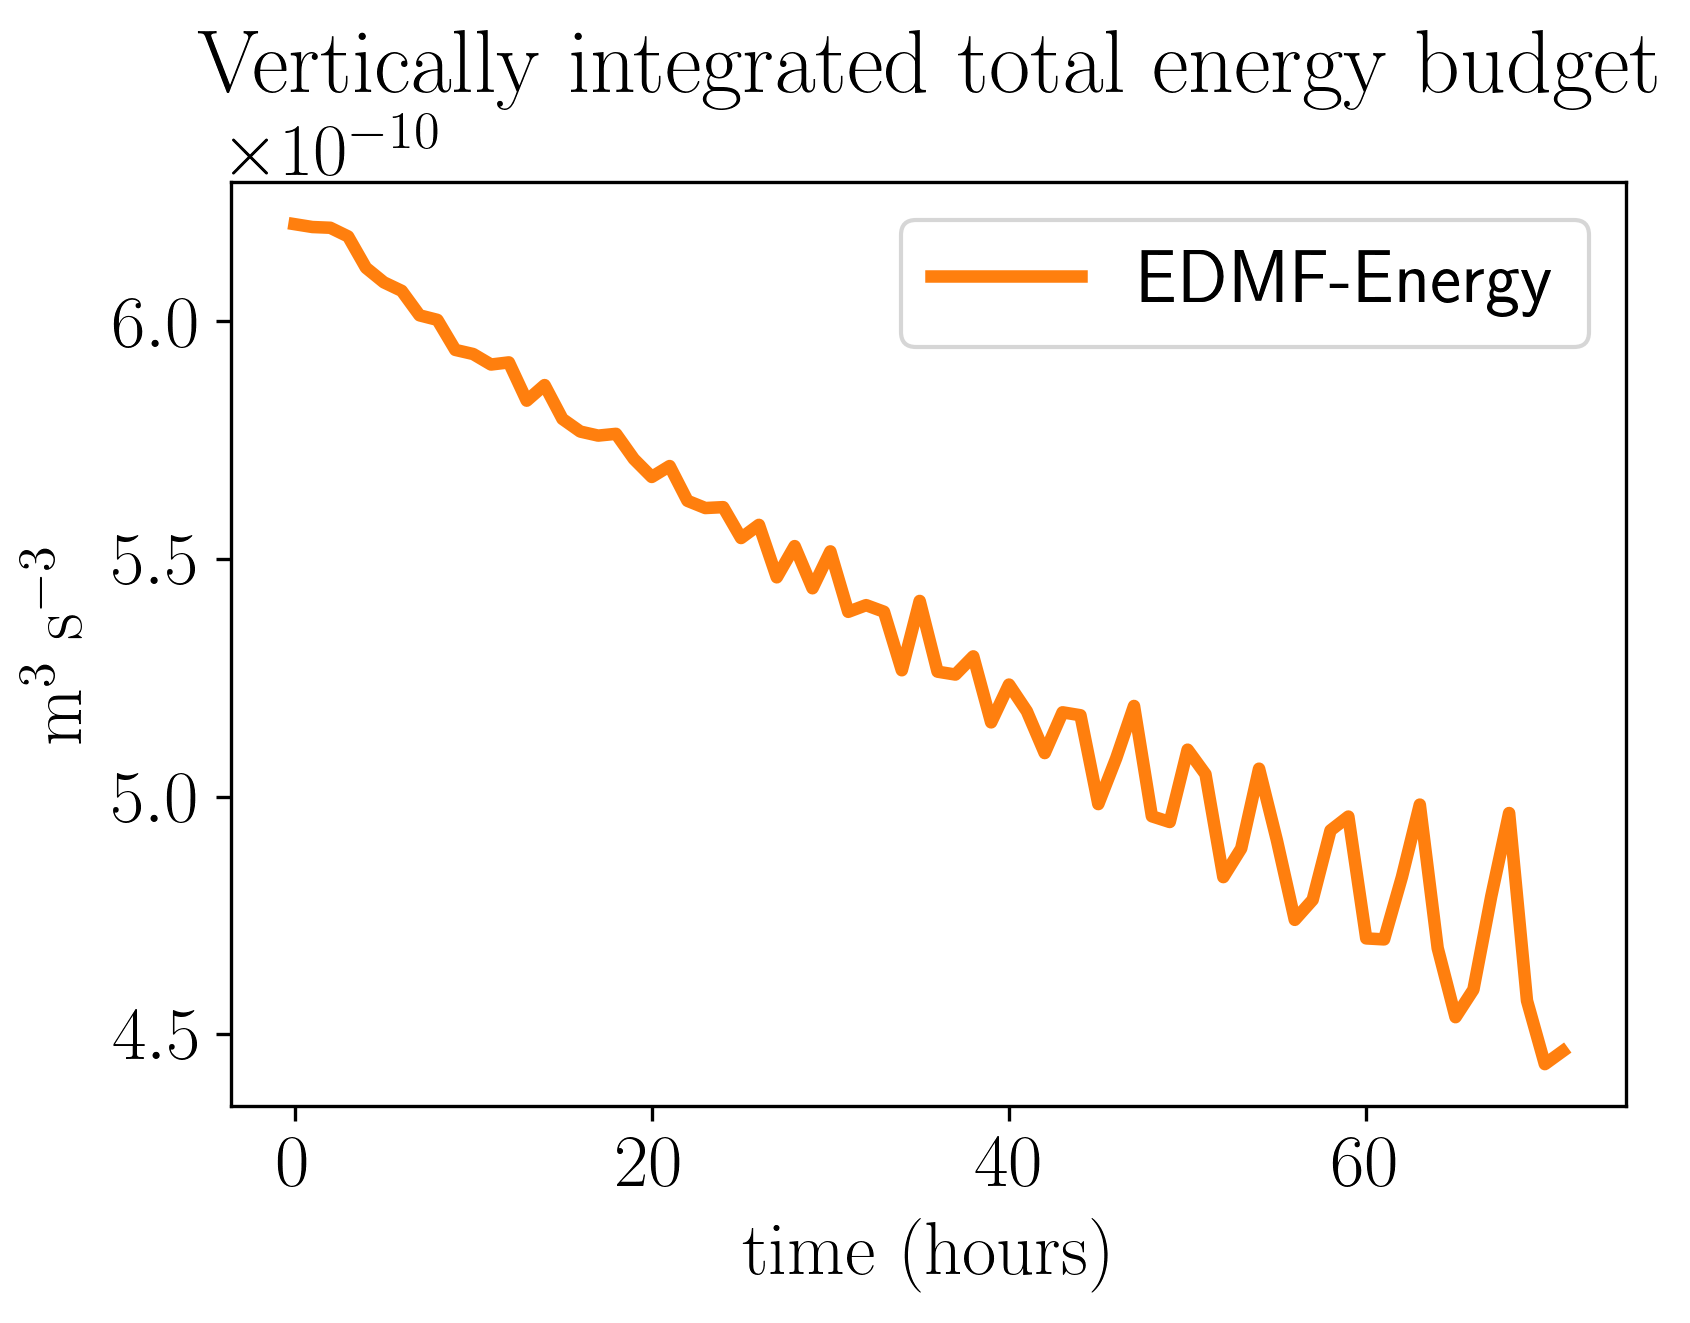 Vertically integrated total energy budget
×10⁻¹⁰
EDMF-Energy
6.0
5.5
5.0
4.5
m³ s⁻³
0 20 40 60
time (hours)